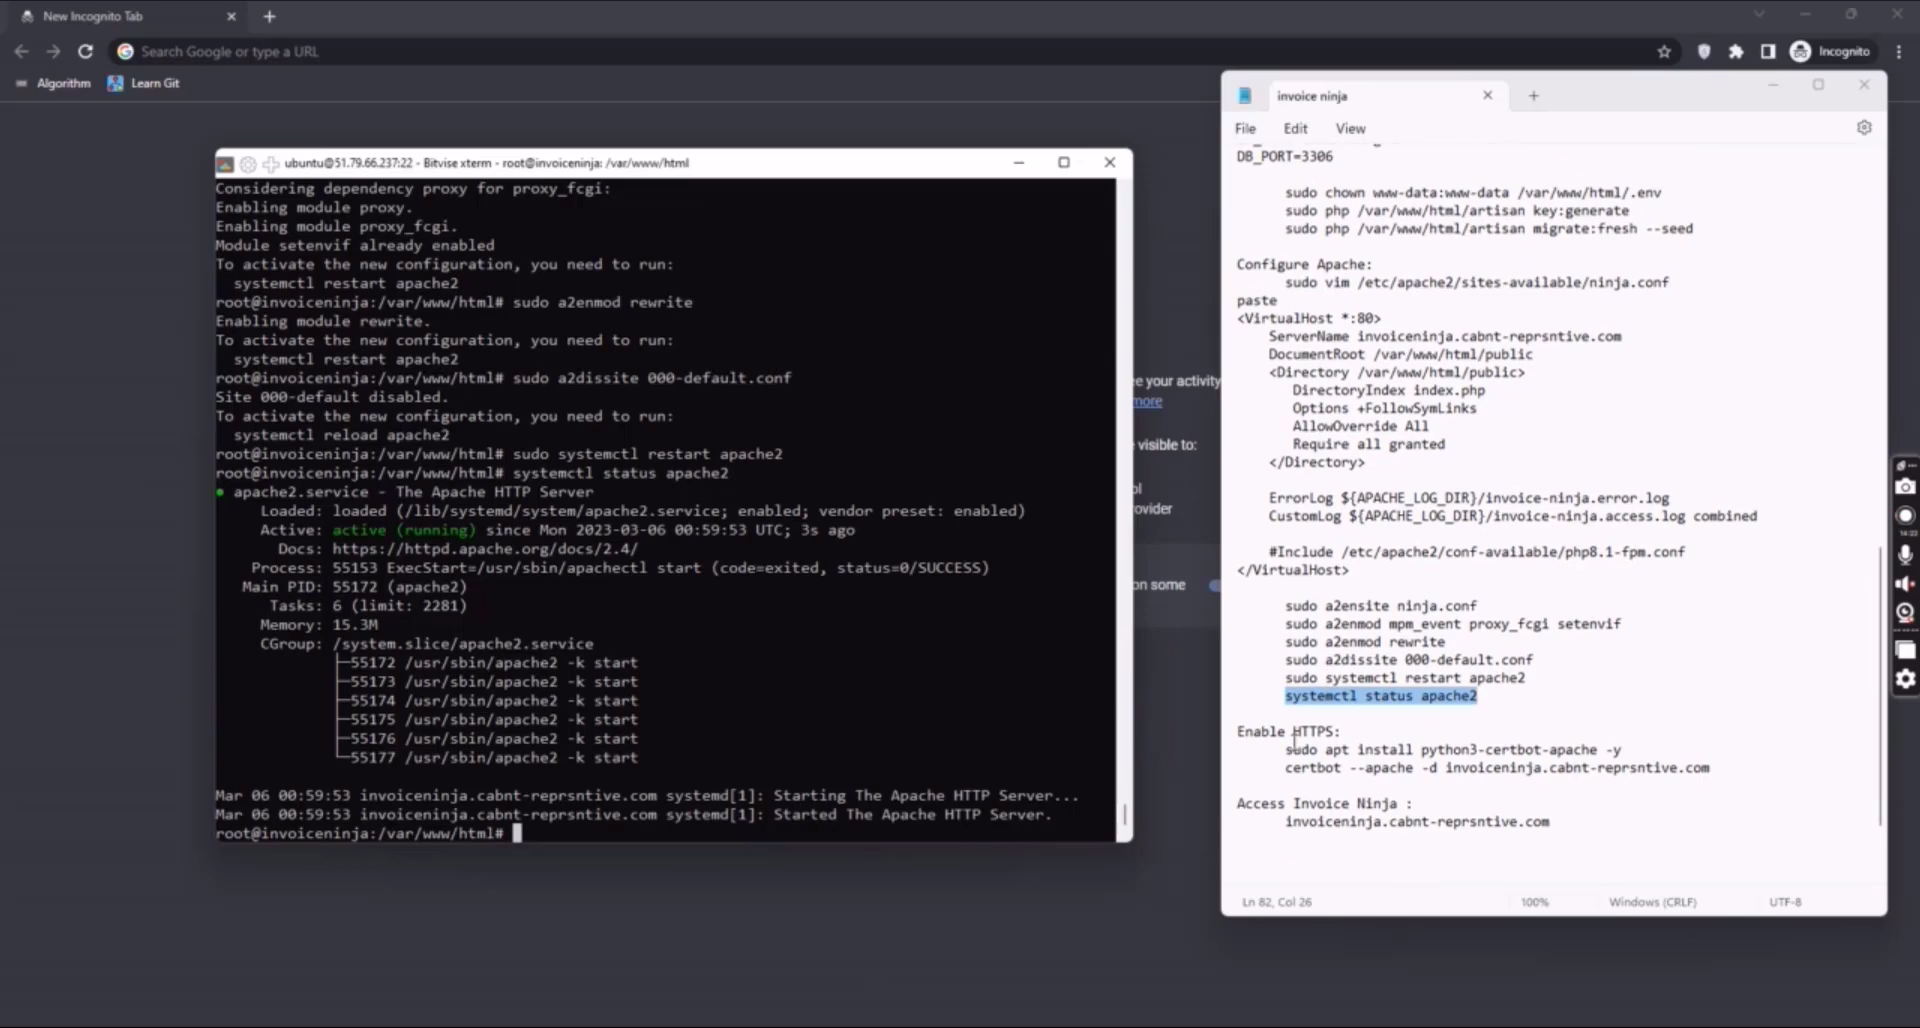 New Incognito Tab
Search Google or type a URL
Incognito
Algorithm
Learn Git
ubuntu@51.79.66.237:22 - Bitvise xterm - root@invoiceninja: /var/www/html
Considering dependency proxy for proxy_fcgi:
Enabling module proxy.
Enabling module proxy_fcgi.
Module setenvif already enabled
To activate the new configuration, you need to run:
systemctl restart apache2
root@invoiceninja:/var/www/html# sudo a2enmod rewrite
Enabling module rewrite.
To activate the new configuration, you need to run:
systemctl restart apache2
root@invoiceninja:/var/www/html# sudo a2dissite 000-default.conf
Site 000-default disabled.
To activate the new configuration, you need to run:
systemctl reload apache2
root@invoiceninja:/var/www/html# sudo systemctl restart apache2
root@invoiceninja:/var/www/html# systemctl status apache2
● apache2.service - The Apache HTTP Server
Loaded: loaded (/lib/systemd/system/apache2.service; enabled; vendor preset: enabled)
Active: active (running) since Mon 2023-03-06 00:59:53 UTC; 3s ago
Docs: https://httpd.apache.org/docs/2.4/
Process: 55153 ExecStart=/usr/sbin/apachectl start (code=exited, status=0/SUCCESS)
Main PID: 55172 (apache2)
Tasks: 6 (limit: 2281)
Memory: 15.3M
CGroup: /system.slice/apache2.service
├─55172 /usr/sbin/apache2 -k start
├─55173 /usr/sbin/apache2 -k start
├─55174 /usr/sbin/apache2 -k start
├─55175 /usr/sbin/apache2 -k start
├─55176 /usr/sbin/apache2 -k start
└─55177 /usr/sbin/apache2 -k start
Mar 06 00:59:53 invoiceninja.cabnt-reprsntive.com systemd[1]: Starting The Apache HTTP Server...
Mar 06 00:59:53 invoiceninja.cabnt-reprsntive.com systemd[1]: Started The Apache HTTP Server.
root@invoiceninja:/var/www/html#
e your activity
more
visible to:
ol
rovider
on some
invoice ninja
File Edit View
DB_PORT=3306
sudo chown www-data:www-data /var/www/html/.env
sudo php /var/www/html/artisan key:generate
sudo php /var/www/html/artisan migrate:fresh --seed
Configure Apache:
sudo vim /etc/apache2/sites-available/ninja.conf
paste
<VirtualHost *:80>
ServerName invoiceninja.cabnt-reprsntive.com
DocumentRoot /var/www/html/public
<Directory /var/www/html/public>
DirectoryIndex index.php
Options +FollowSymLinks
AllowOverride All
Require all granted
</Directory>
ErrorLog ${APACHE_LOG_DIR}/invoice-ninja.error.log
CustomLog ${APACHE_LOG_DIR}/invoice-ninja.access.log combined
#Include /etc/apache2/conf-available/php8.1-fpm.conf
</VirtualHost>
sudo a2ensite ninja.conf
sudo a2enmod mpm_event proxy_fcgi setenvif
sudo a2enmod rewrite
sudo a2dissite 000-default.conf
sudo systemctl restart apache2
systemctl status apache2
Enable HTTPS:
sudo apt install python3-certbot-apache -y
certbot --apache -d invoiceninja.cabnt-reprsntive.com
Access Invoice Ninja :
invoiceninja.cabnt-reprsntive.com
Ln 82, Col 26
100%
Windows (CRLF)
UTF-8